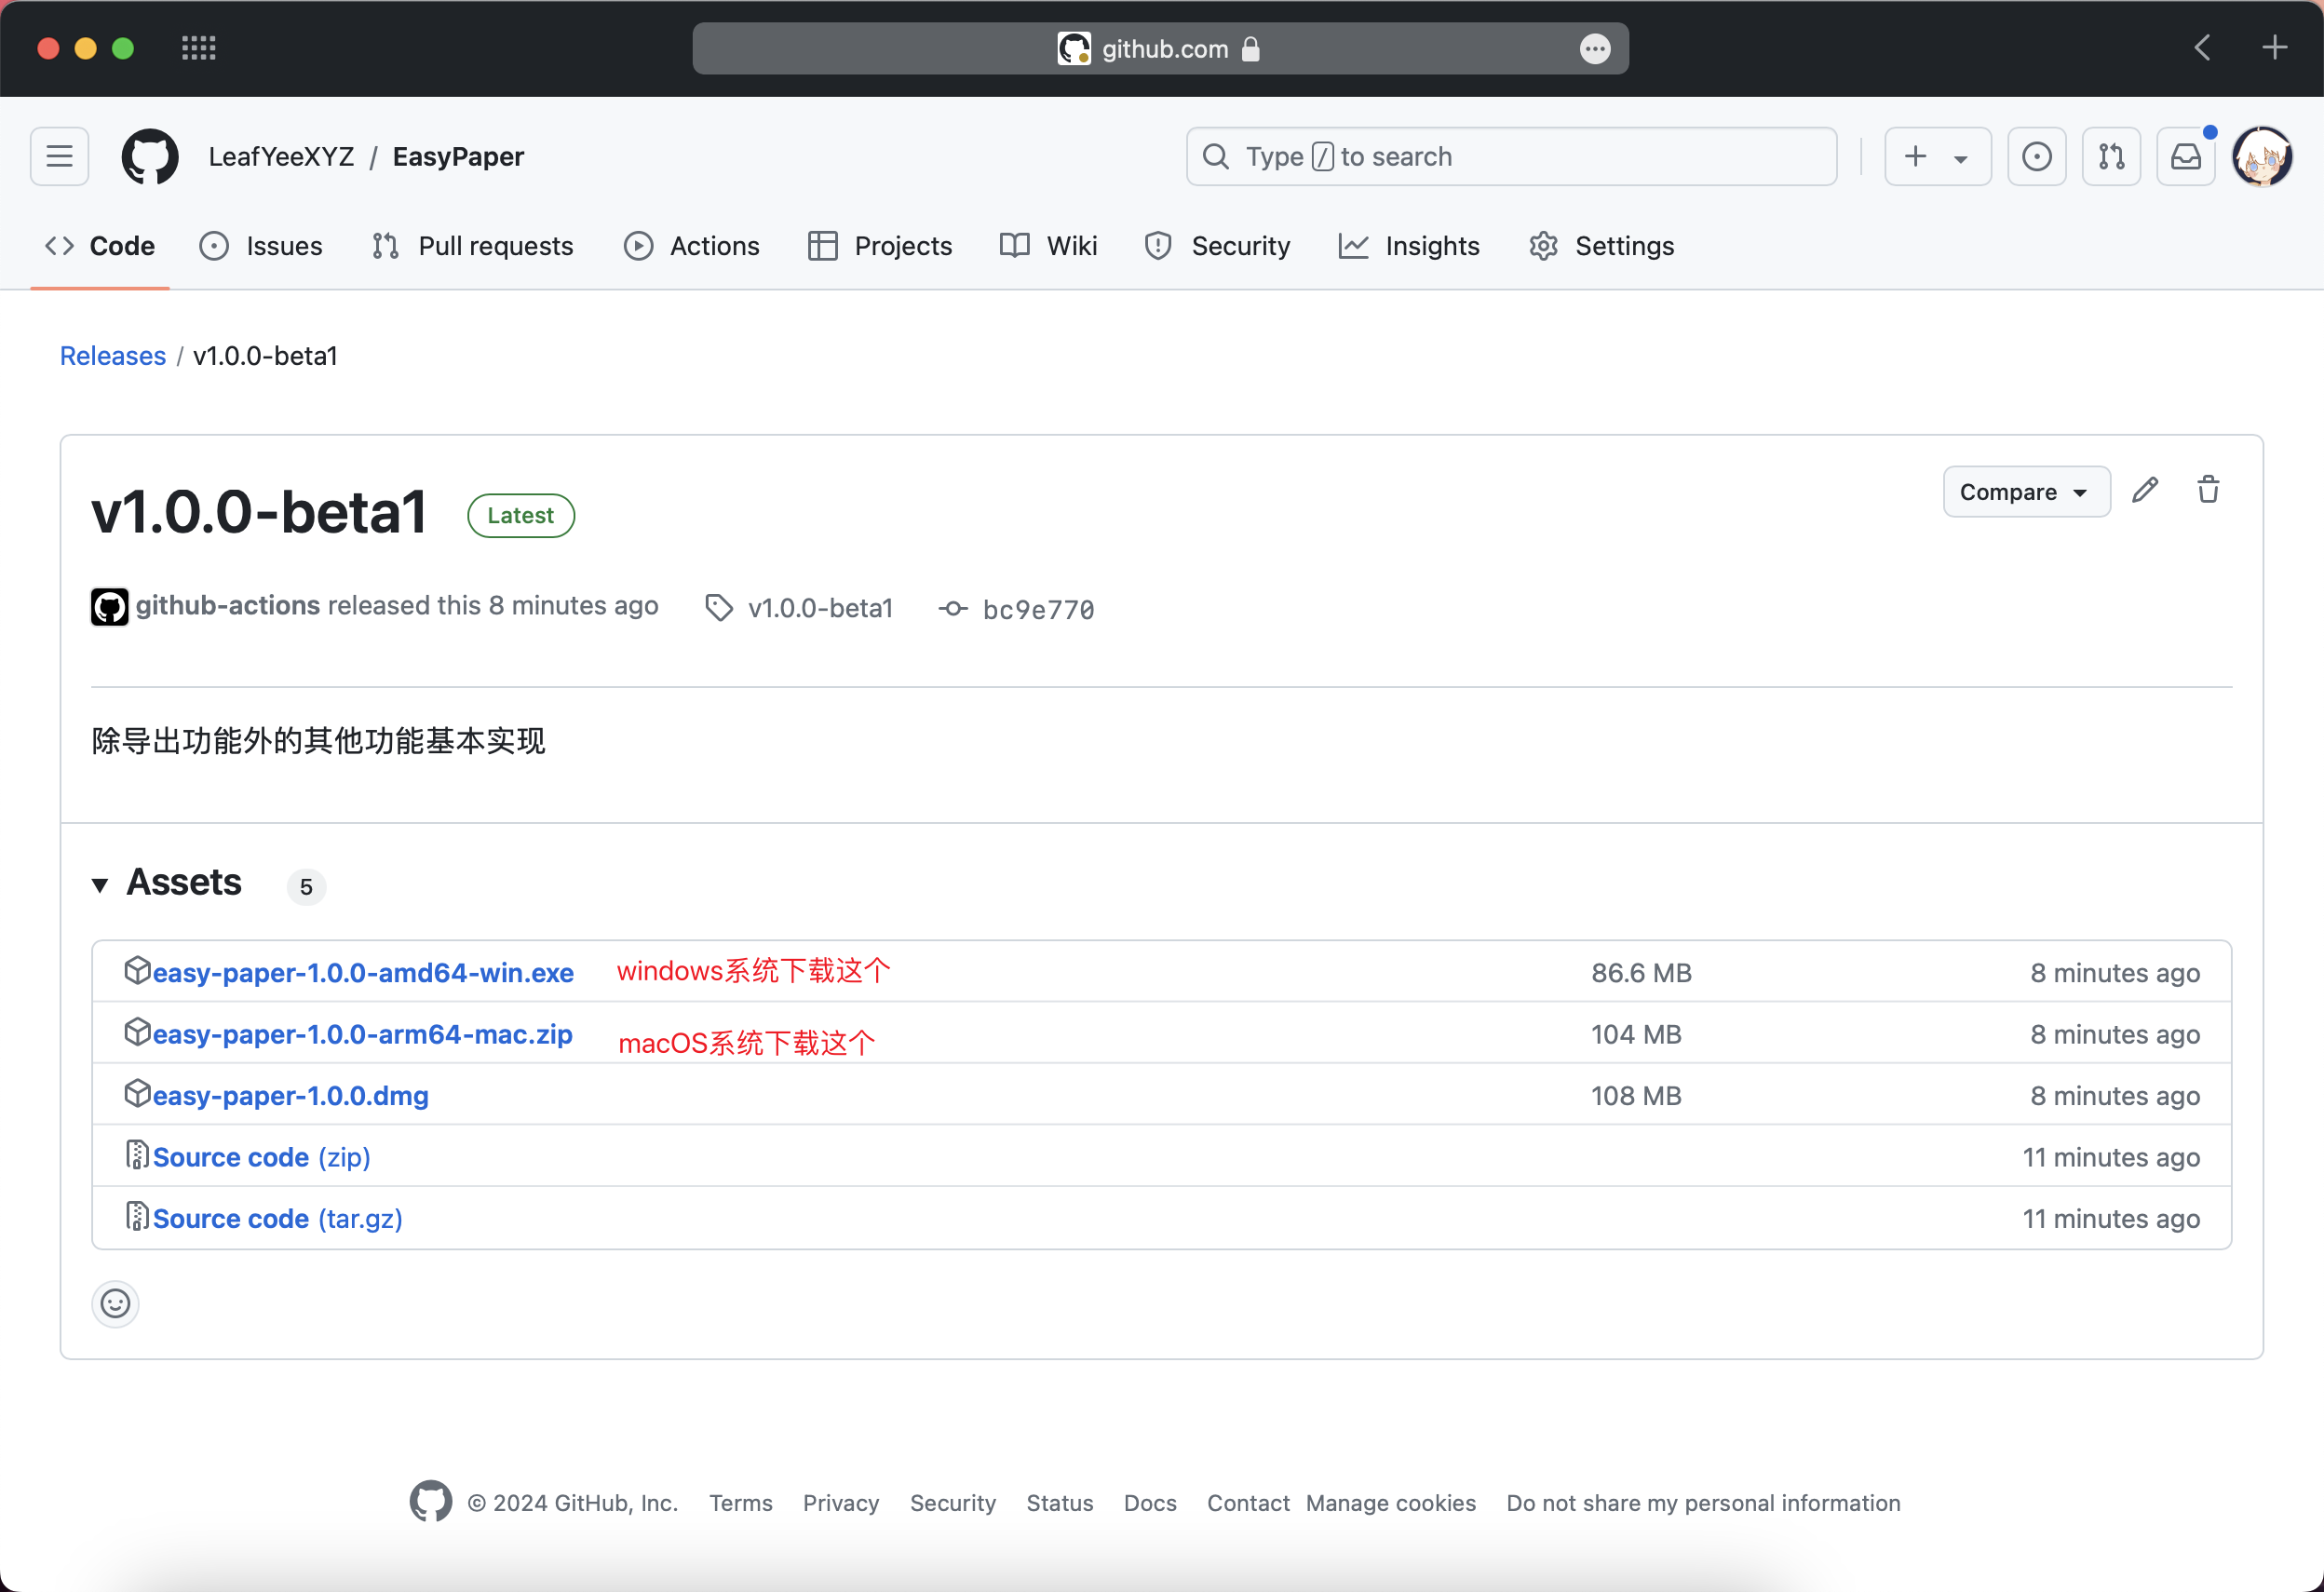 github.com
LeafYeeXYZ / EasyPaper
Type / to search
Code Issues Pull requests Actions Projects Wiki Security Insights Settings
Releases / v1.0.0-beta1
v1.0.0-beta1 Latest
Compare
github-actions released this 8 minutes ago v1.0.0-beta1 bc9e770
除导出功能外的其他功能基本实现
Assets 5
easy-paper-1.0.0-amd64-win.exe windows系统下载这个 86.6 MB 8 minutes ago
easy-paper-1.0.0-arm64-mac.zip macOS系统下载这个 104 MB 8 minutes ago
easy-paper-1.0.0.dmg 108 MB 8 minutes ago
Source code (zip) 11 minutes ago
Source code (tar.gz) 11 minutes ago
© 2024 GitHub, Inc. Terms Privacy Security Status Docs Contact Manage cookies Do not share my personal information